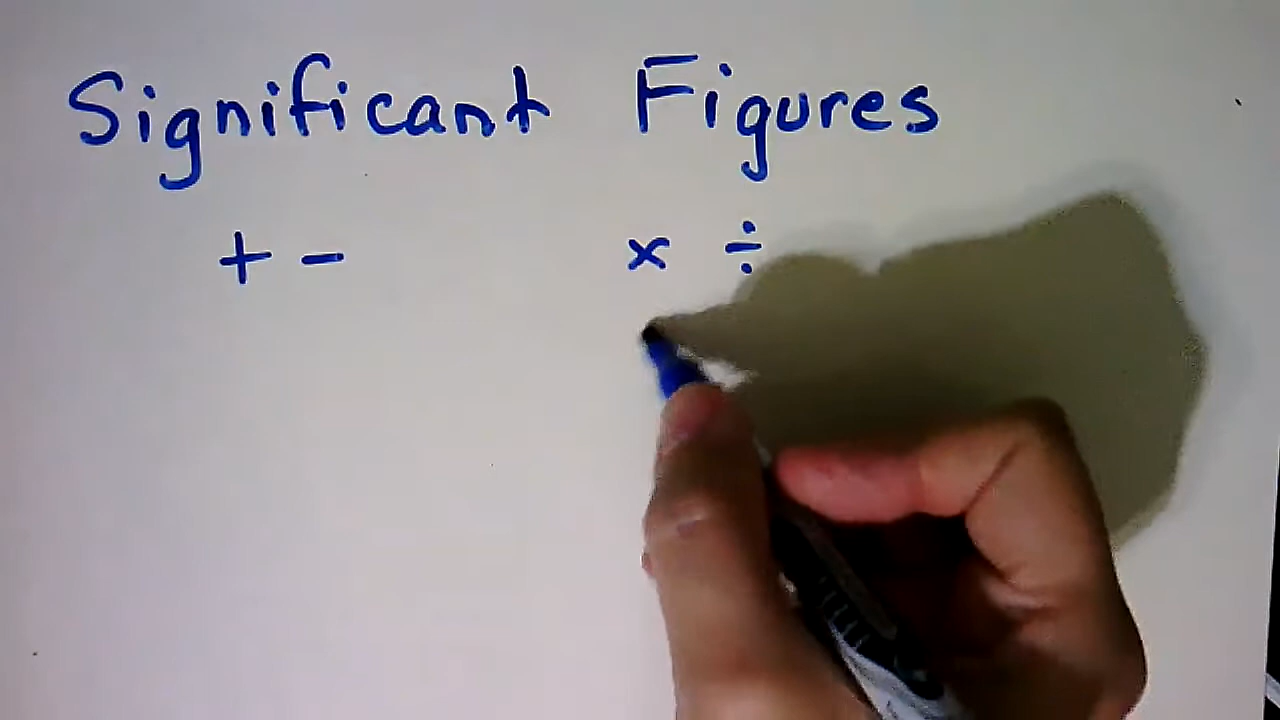 Significant Figures
+ - × ÷